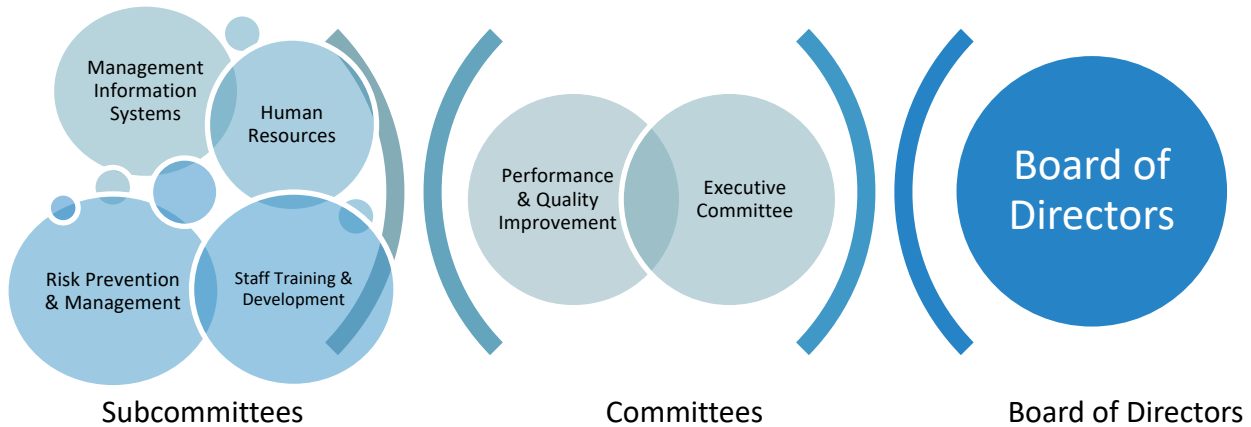 Management
Information
Systems
Human
Resources
Risk Prevention
& Management
Staff Training &
Development
Subcommittees
Performance
& Quality
Improvement
Executive
Committee
Committees
Board of
Directors
Board of Directors